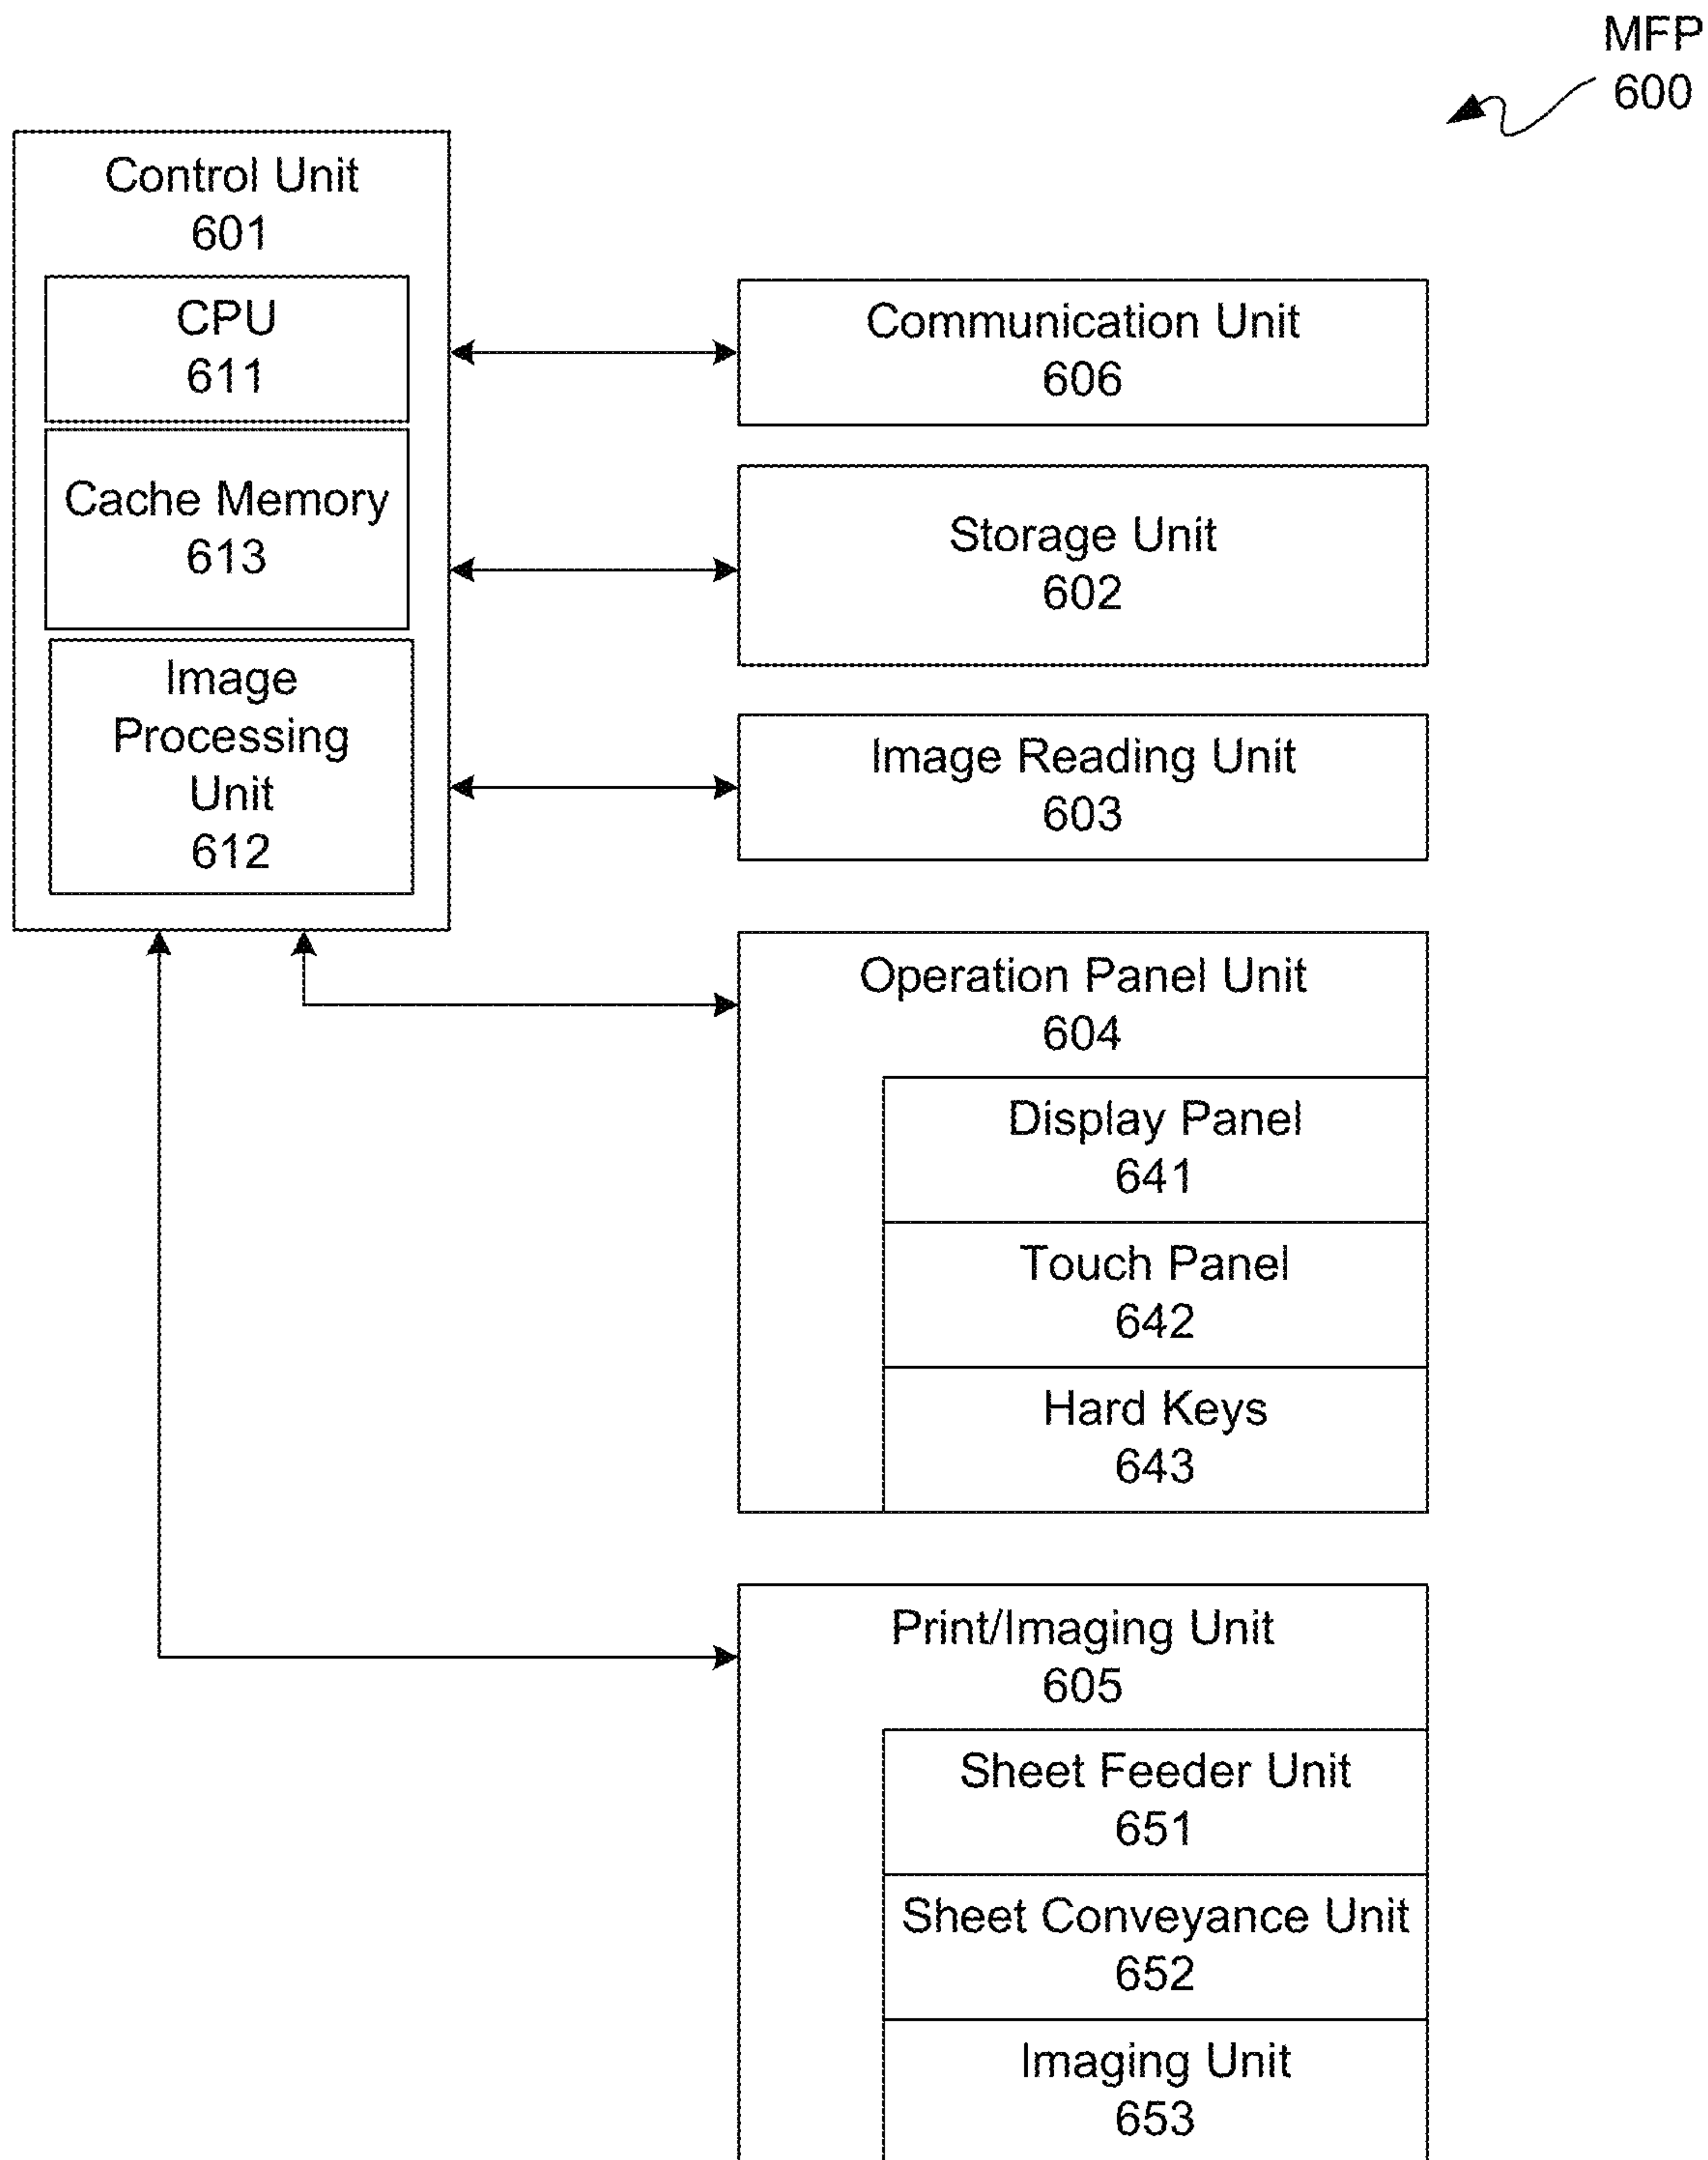 MFP
600
Control Unit
601
CPU
611
Cache Memory
613
Image
Processing
Unit
612
Communication Unit
606
Storage Unit
602
Image Reading Unit
603
Operation Panel Unit
604
Display Panel
641
Touch Panel
642
Hard Keys
643
Print/Imaging Unit
605
Sheet Feeder Unit
651
Sheet Conveyance Unit
652
Imaging Unit
653